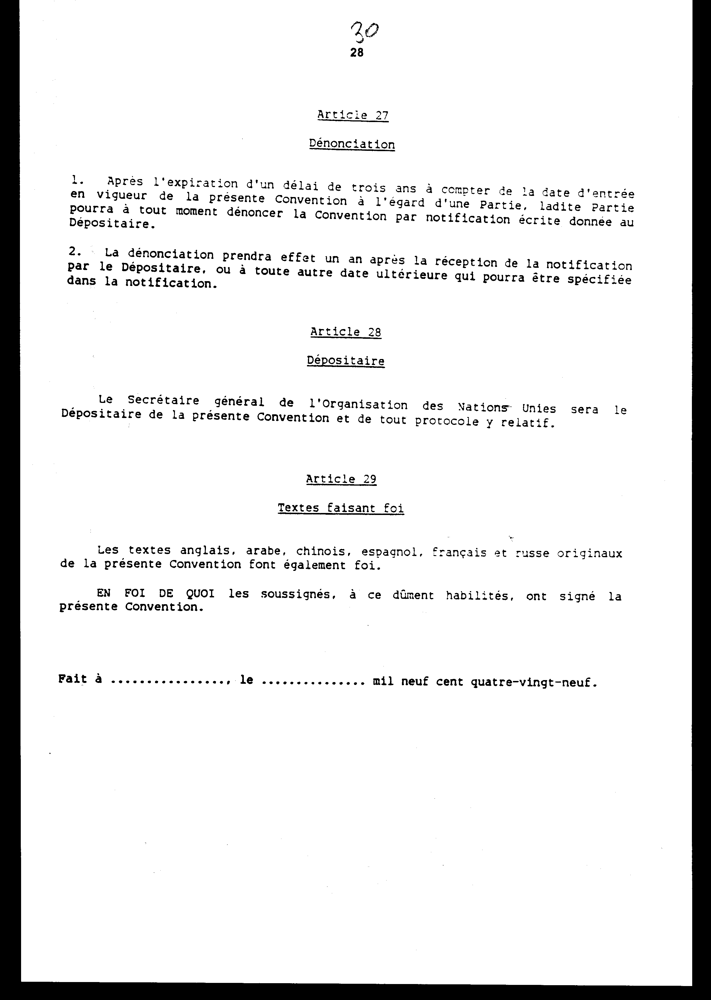 30
28
Article 27
Dénonciation
1. Après l'expiration d'un délai de trois ans à compter de la date d'entrée
en vigueur de la présente Convention à l'égard d'une Partie, ladite Partie
pourra à tout moment dénoncer la Convention par notification écrite donnée au
Dépositaire.
2. La dénonciation prendra effet un an après la réception de la notification
par le Dépositaire, ou à toute autre date ultérieure qui pourra être spécifiée
dans la notification.
Article 28
Dépositaire
Le Secrétaire général de l'Organisation des Nations Unies sera le
Dépositaire de la présente Convention et de tout protocole y relatif.
Article 29
Textes faisant foi
Les textes anglais, arabe, chinois, espagnol, français et russe originaux
de la présente Convention font également foi.
EN FOI DE QUOI les soussignés, à ce dûment habilités, ont signé la
présente Convention.
Fait à ................, le ............... mil neuf cent quatre-vingt-neuf.